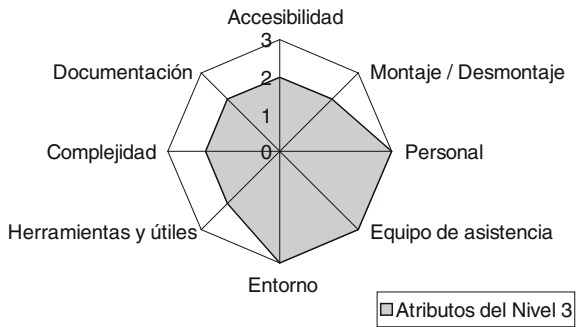 Accesibilidad
3
Documentación
Montaje / Desmontaje
2
1
Complejidad
0
Personal
Herramientas y útiles
Equipo de asistencia
Entorno
Atributos del Nivel 3